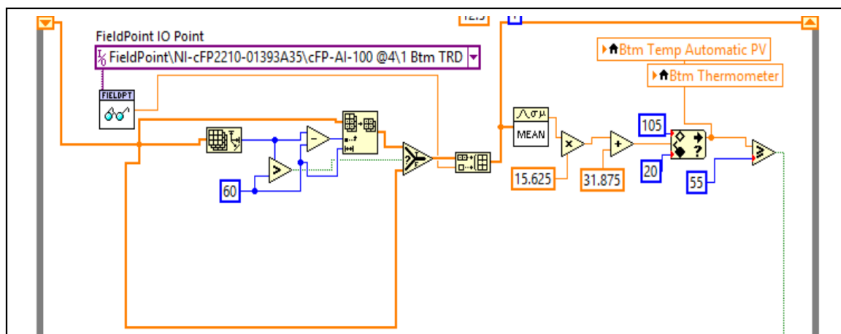 FieldPoint IO Point
FieldPoint\NI-cFP2210-01393A35\cFP-AI-100 @4\1 Btm TRD
FIELDPT
Btm Temp Automatic PV
Btm Thermometer
MEAN
105
60
15.625
31.875
20
55